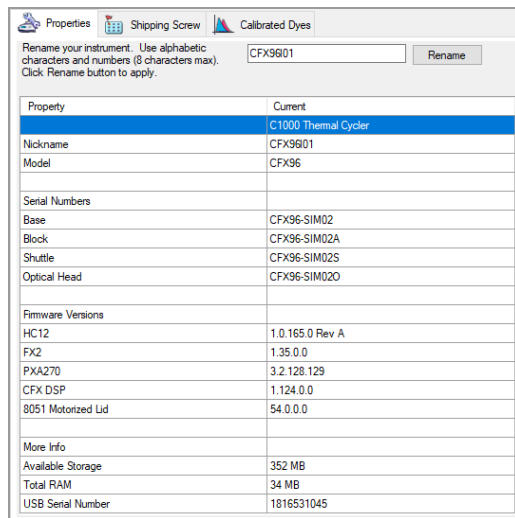 Properties Shipping Screw Calibrated Dyes
Rename your instrument. Use alphabetic
characters and numbers (8 characters max).
Click Rename button to apply.
CFX96I01
Rename
Property Current
C1000 Thermal Cycler
Nickname CFX96I01
Model CFX96
Serial Numbers
Base CFX96-SIM02
Block CFX96-SIM02A
Shuttle CFX96-SIM02S
Optical Head CFX96-SIM02O
Firmware Versions
HC12 1.0.165.0 Rev A
FX2 1.35.0.0
PXA270 3.2.128.129
CFX DSP 1.124.0.0
8051 Motorized Lid 54.0.0.0
More Info
Available Storage 352 MB
Total RAM 34 MB
USB Serial Number 1816531045